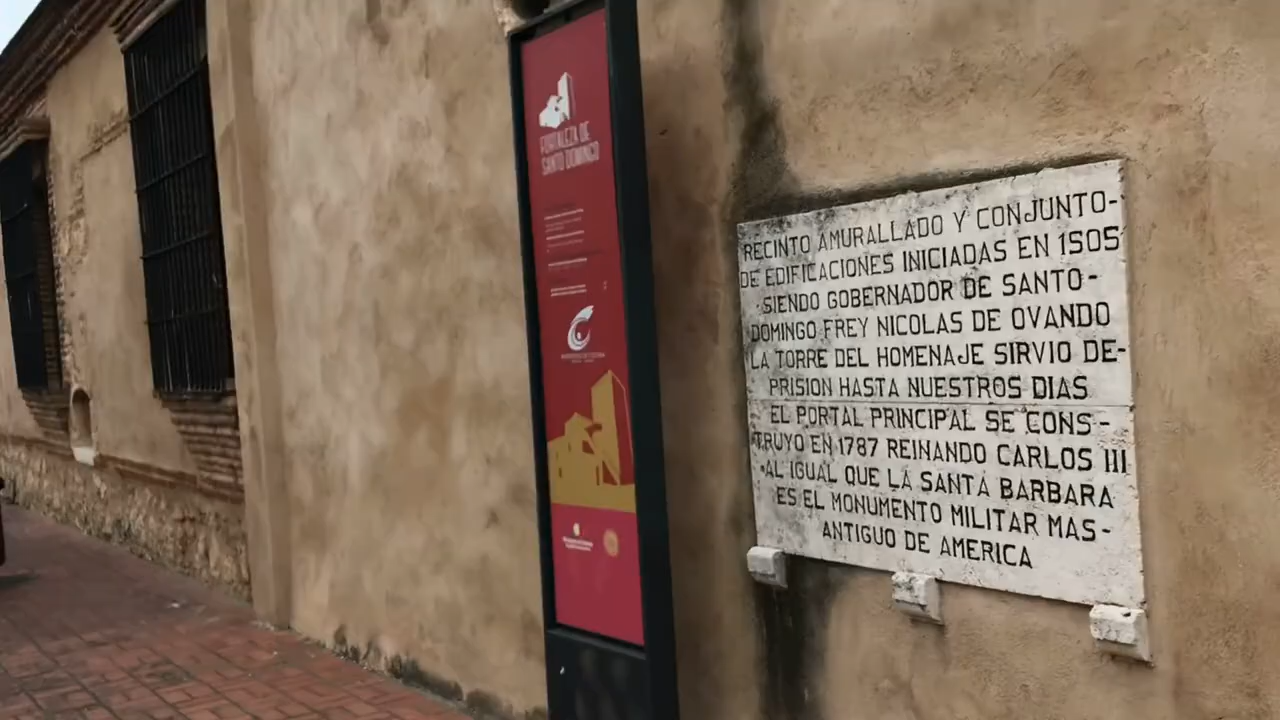 FORTALEZA DE
SANTO DOMINGO
RECINTO AMURALLADO Y CONJUNTO-
DE EDIFICACIONES INICIADAS EN 1505
SIENDO GOBERNADOR DE SANTO-
DOMINGO FREY NICOLAS DE OVANDO
LA TORRE DEL HOMENAJE SIRVIO DE-
PRISION HASTA NUESTROS DIAS
EL PORTAL PRINCIPAL SE CONS-
TRUYO EN 1787 REINANDO CARLOS III
AL IGUAL QUE LA SANTA BARBARA
ES EL MONUMENTO MILITAR MAS-
ANTIGUO DE AMERICA